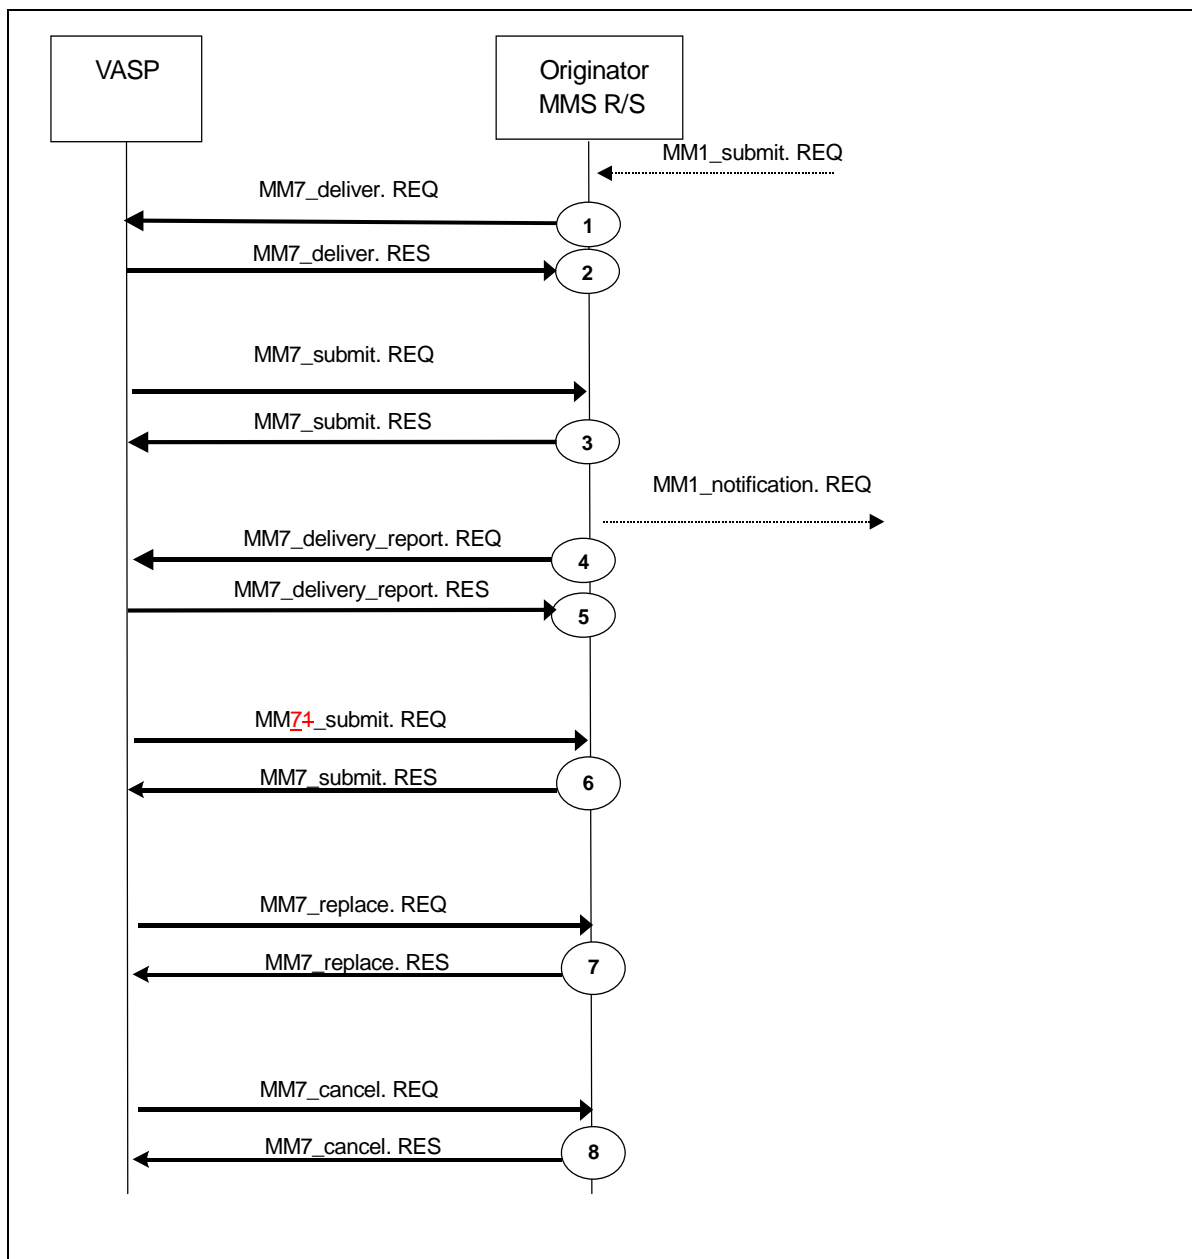 VASP
Originator
MMS R/S
MM1_submit. REQ
MM7_deliver. REQ
1
MM7_deliver. RES
2
MM7_submit. REQ
MM7_submit. RES
3
MM1_notification. REQ
MM7_delivery_report. REQ
4
MM7_delivery_report. RES
5
MM71_submit. REQ
MM7_submit. RES
6
MM7_replace. REQ
MM7_replace. RES
7
MM7_cancel. REQ
MM7_cancel. RES
8